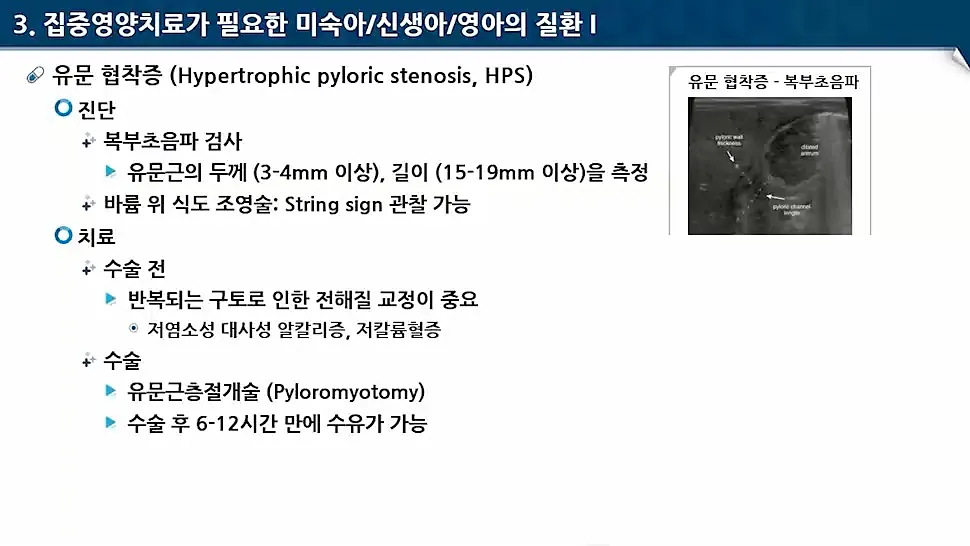 3. 집중영양치료가 필요한 미숙아/신생아/영아의 질환 I
유문 협착증 (Hypertrophic pyloric stenosis, HPS)
진단
복부초음파 검사
유문근의 두께 (3-4mm 이상), 길이 (15-19mm 이상)을 측정
바륨 위 식도 조영술: String sign 관찰 가능
치료
수술 전
반복되는 구토로 인한 전해질 교정이 중요
저염소성 대사성 알칼리증, 저칼륨혈증
수술
유문근층절개술 (Pyloromyotomy)
수술 후 6-12시간 만에 수유가 가능
유문 협착증 - 복부초음파
pyloric wall
thickness
dilated
antrum
pyloric channel
length